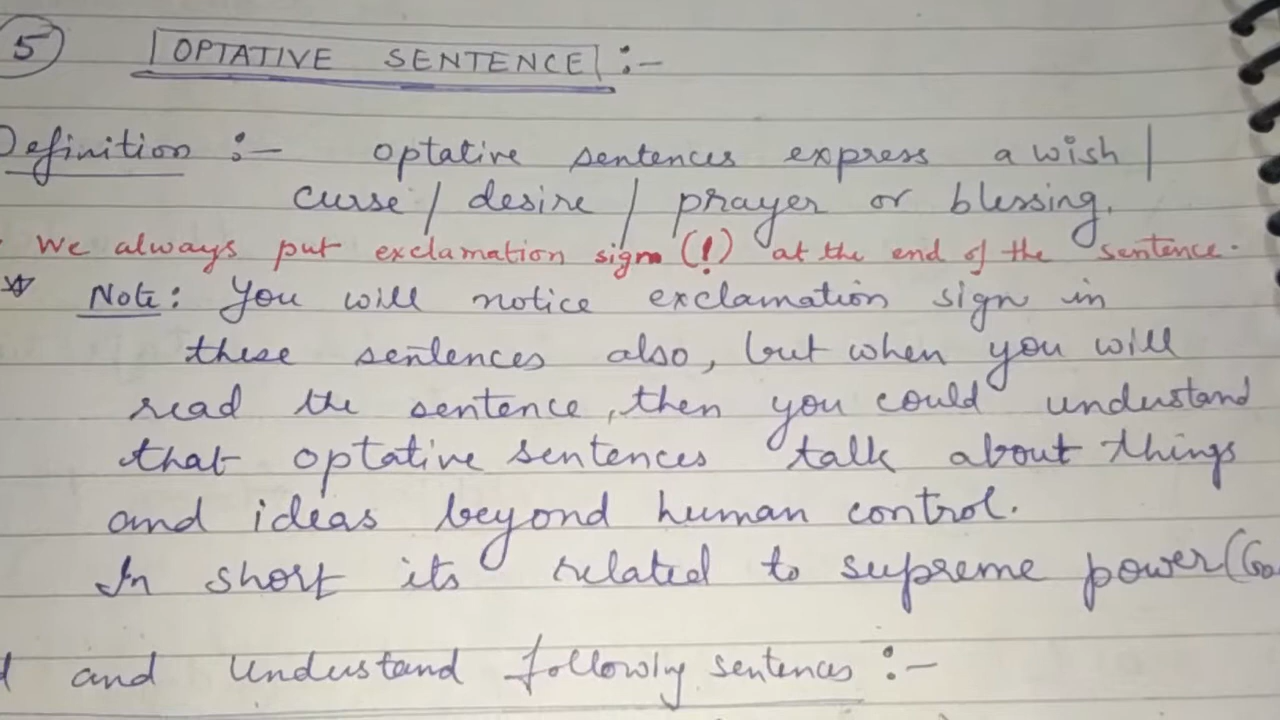 5 OPTATIVE SENTENCE :-
Definition :- optative sentences express a wish /
curse / desire / prayer or blessing.
We always put exclamation sign (!) at the end of the sentence.
Note: You will notice exclamation sign in
these sentences also, but when you will
read the sentence, then you could understand
that optative sentences talk about things
and ideas beyond human control.
In short its related to supreme power (Go
and understand following sentences :-